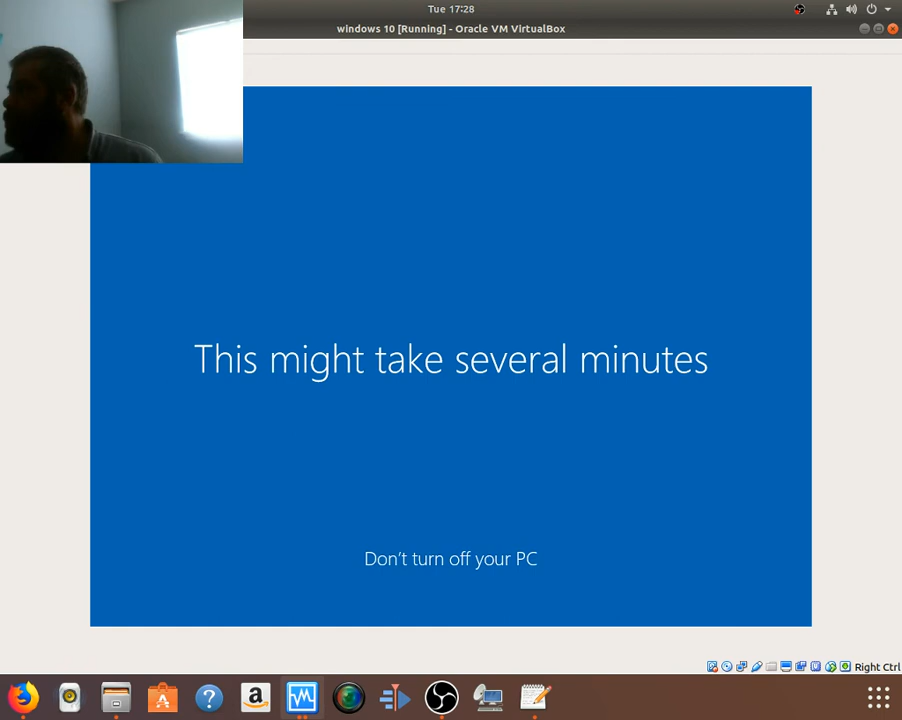 Tue 17:28
windows 10 [Running] - Oracle VM VirtualBox
This might take several minutes
Don't turn off your PC
Right Ctrl